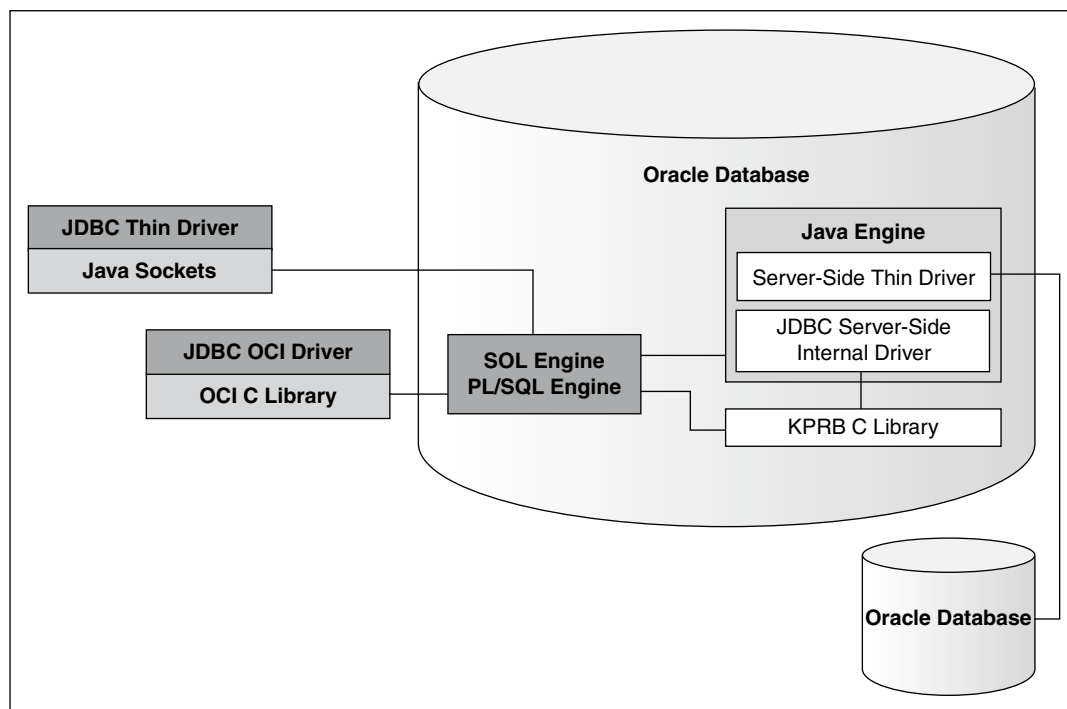 Oracle Database
JDBC Thin Driver
Java Sockets
Java Engine
Server-Side Thin Driver
JDBC Server-Side
Internal Driver
JDBC OCI Driver
OCI C Library
SOL Engine
PL/SQL Engine
KPRB C Library
Oracle Database